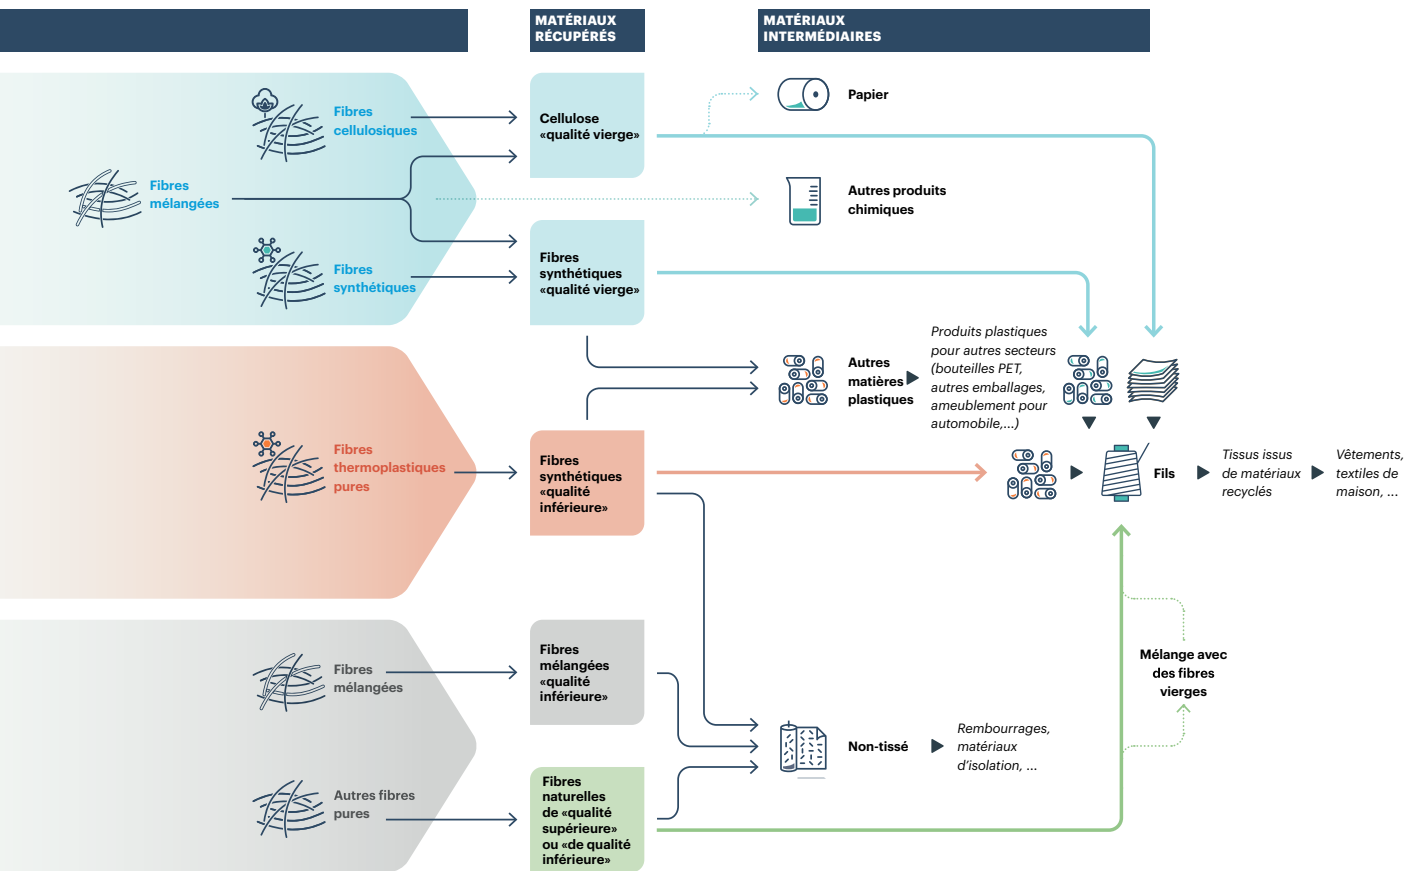 MATÉRIAUX
RÉCUPÉRÉS
MATÉRIAUX
INTERMÉDIAIRES
Fibres
cellulosiques
Fibres
mélangées
Fibres
synthétiques
Cellulose
«qualité vierge»
Fibres
synthétiques
«qualité vierge»
Papier
Autres produits
chimiques
Autres
matières
plastiques
Produits plastiques
pour autres secteurs
(bouteilles PET,
autres emballages,
ameublement pour
automobile,...)
Fibres
thermoplastiques
pures
Fibres
synthétiques
«qualité
inférieure»
Fils
Tissus issus
de matériaux
recyclés
Vêtements,
textiles de
maison, ...
Fibres
mélangées
Fibres
mélangées
«qualité
inférieure»
Mélange avec
des fibres
vierges
Autres fibres
pures
Fibres
naturelles
de «qualité
supérieure»
ou «de qualité
inférieure»
Non-tissé
Rembourrages,
matériaux
d’isolation, ...